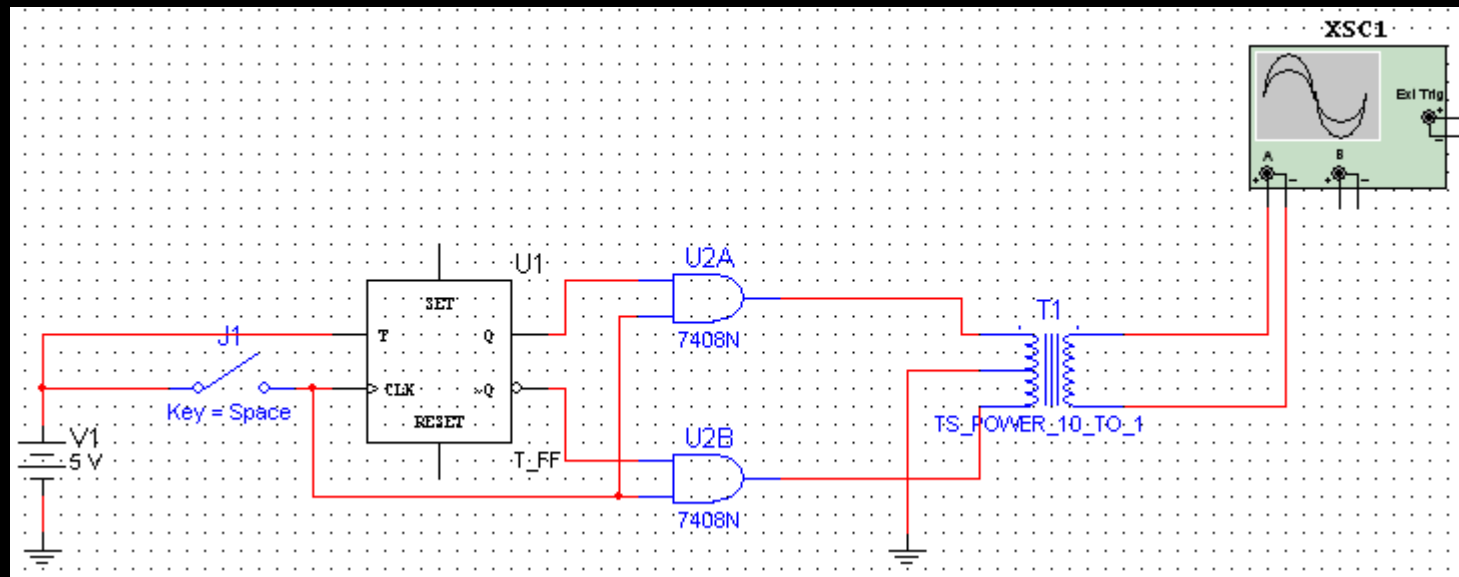 XSC1
Ext Trig
+
-
A
B
+
-
+
-
U2A
U1
SET
7408N
T1
J1
T
Q
CLK
~Q
Key = Space
RESET
TS_POWER_10_TO_1
V1
5 V
U2B
T_FF
7408N